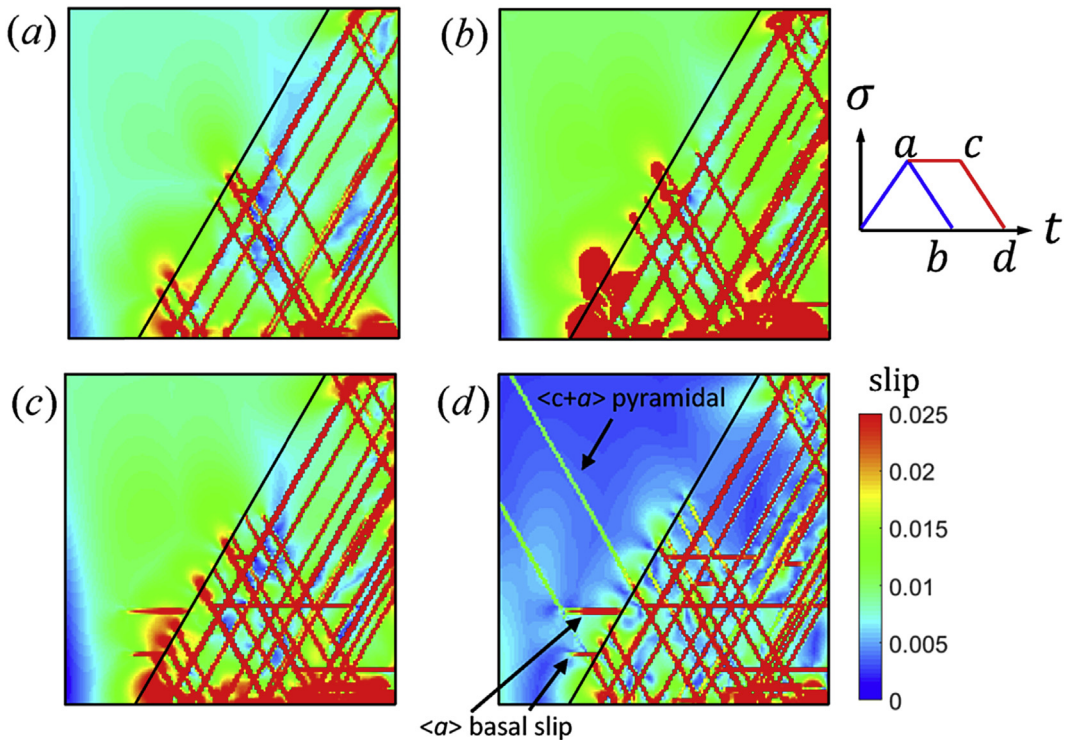 (a)
(b)
σ
a
c
b
d
t
(c)
(d)
<c+a> pyramidal
<a> basal slip
slip
0.025
0.02
0.015
0.01
0.005
0